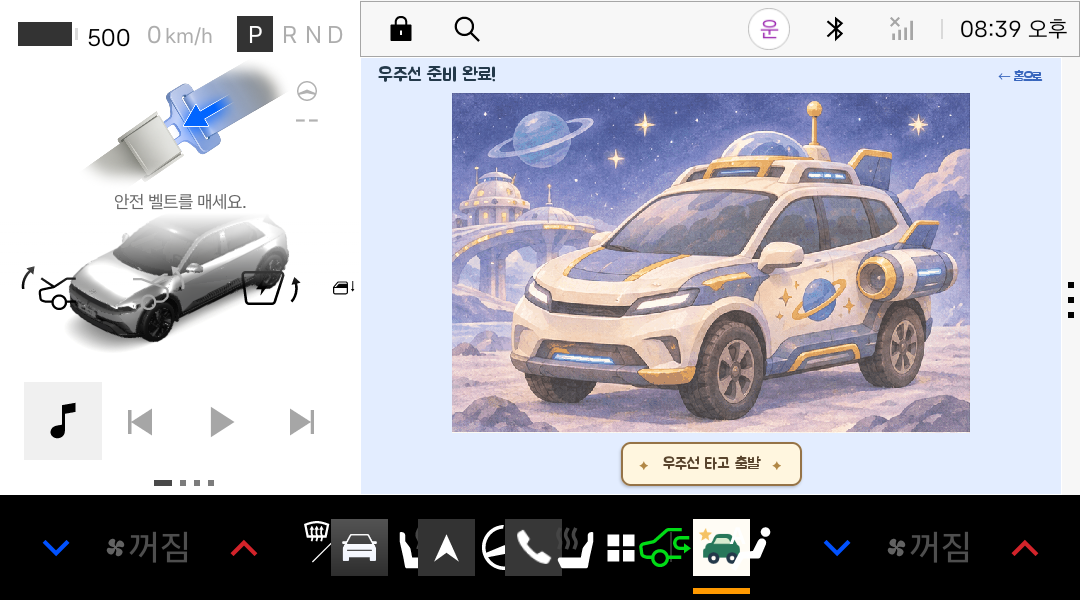 500 0 km/h P R N D
운 08:39 오후
우주선 준비 완료!
← 홈으로
안전 벨트를 매세요.
우주선 타고 출발
꺼짐
꺼짐